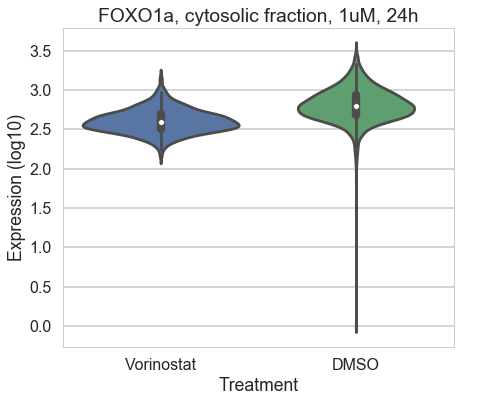 FOXO1a, cytosolic fraction, 1uM, 24h
Expression (log10)
3.5
3.0
2.5
2.0
1.5
1.0
0.5
0.0
Vorinostat
DMSO
Treatment